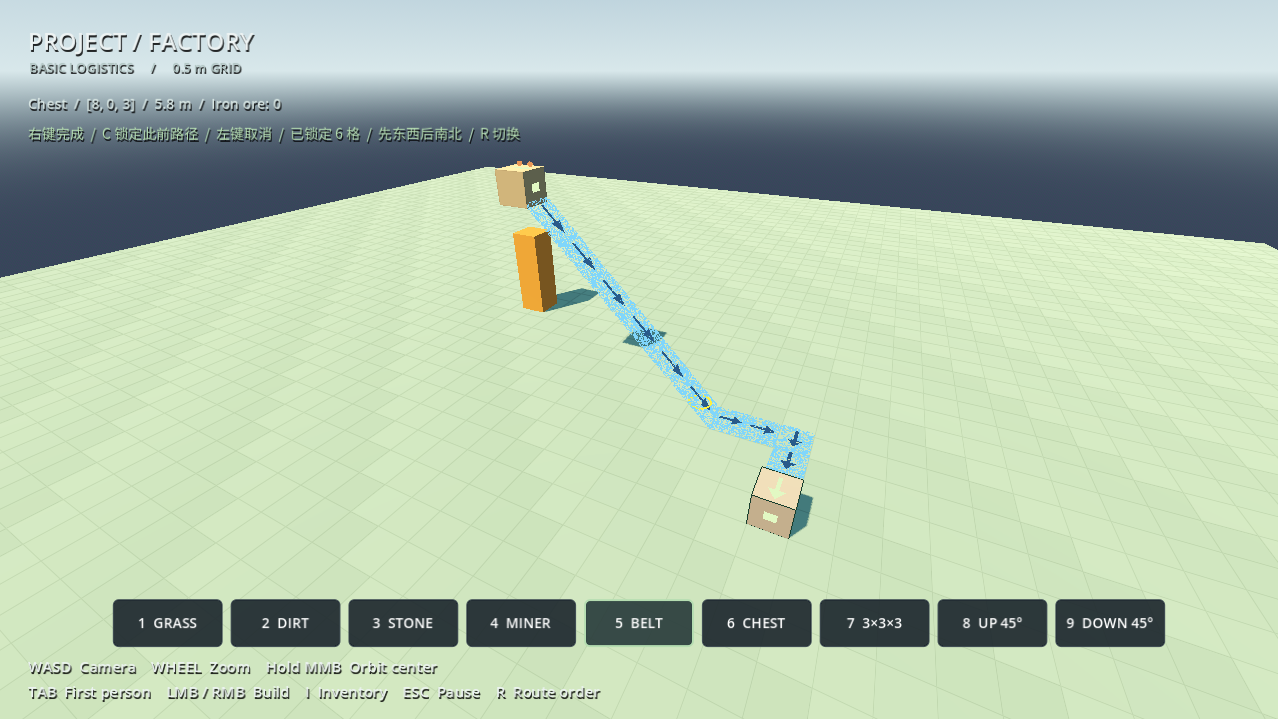 PROJECT / FACTORY
BASIC LOGISTICS / 0.5 m GRID
Chest / [8, 0, 3] / 5.8 m / Iron ore: 0
右键完成 / C 锁定此前路径 / 左键取消 / 已锁定 6 格 / 先东西后南北 / R 切换
1 GRASS 2 DIRT 3 STONE 4 MINER 5 BELT 6 CHEST 7 3×3×3 8 UP 45° 9 DOWN 45°
WASD Camera WHEEL Zoom Hold MMB Orbit center
TAB First person LMB / RMB Build I Inventory ESC Pause R Route order